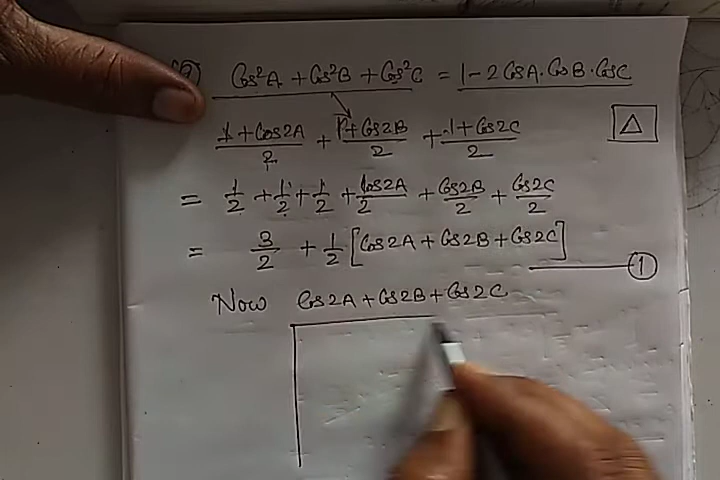 Cos²A + Cos²B + Cos²C = 1 - 2 CosA · CosB · CosC
(1 + Cos2A)/2 + (1 + Cos2B)/2 + (1 + Cos2C)/2 △
= 1/2 + 1/2 + 1/2 + Cos2A/2 + Cos2B/2 + Cos2C/2
= 3/2 + 1/2 [Cos2A + Cos2B + Cos2C] — ①
Now Cos2A + Cos2B + Cos2C